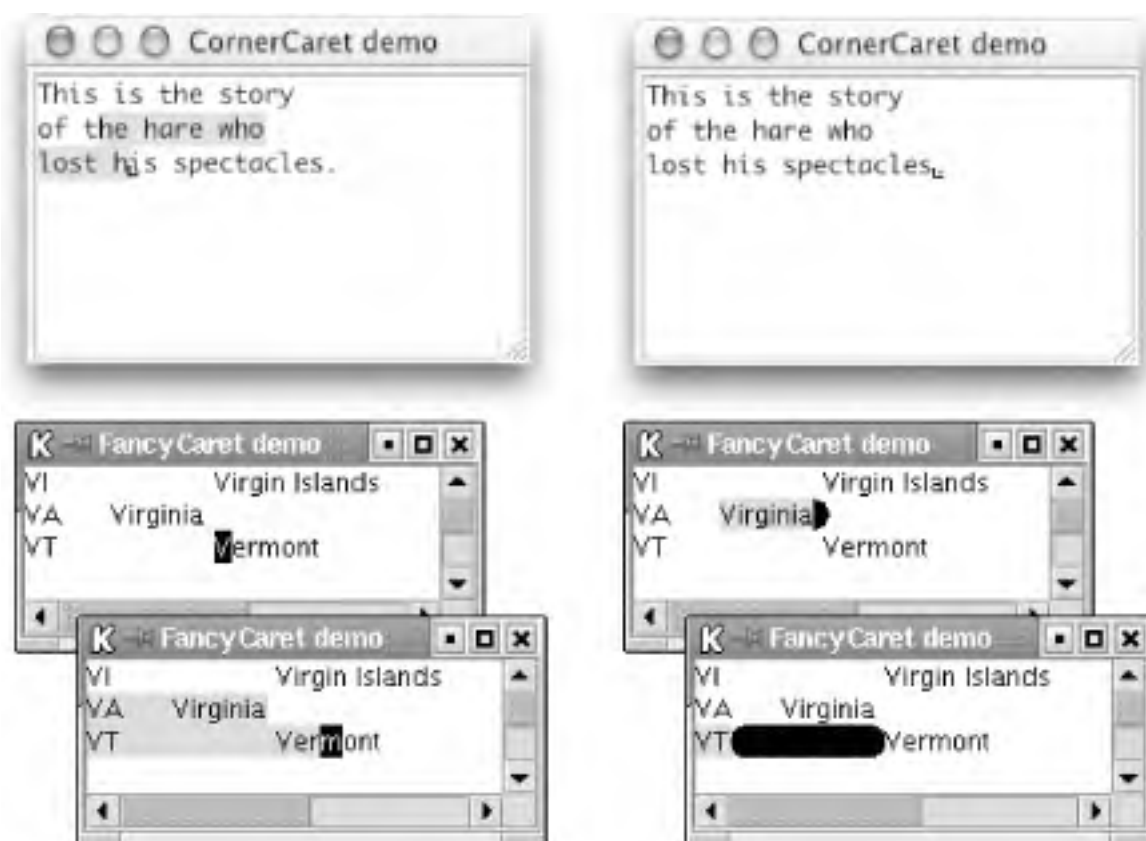 CornerCaret demo
This is the story
of the hare who
lost his spectacles.
CornerCaret demo
This is the story
of the hare who
lost his spectacles.
K FancyCaret demo
VI Virgin Islands
VA Virginia
VT Vermont
K FancyCaret demo
VI Virgin Islands
VA Virginia
VT Vermont
K FancyCaret demo
VI Virgin Islands
VA Virginia
VT Vermont
K FancyCaret demo
VI Virgin Islands
VA Virginia
VT Vermont